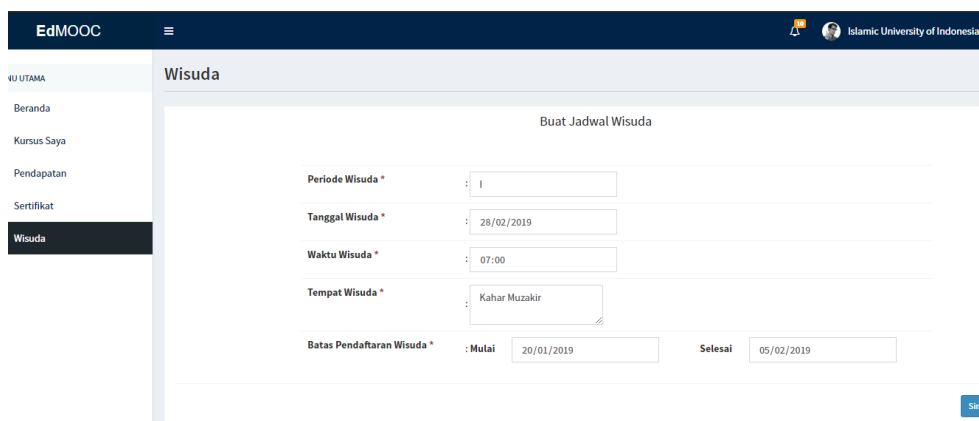 EdMOOC
10
Islamic University of Indonesia
NU UTAMA
Wisuda
Beranda
Kursus Saya
Pendapatan
Sertifikat
Wisuda
Buat Jadwal Wisuda
Periode Wisuda * : I
Tanggal Wisuda * : 28/02/2019
Waktu Wisuda * : 07:00
Tempat Wisuda * : Kahar Muzakir
Batas Pendaftaran Wisuda * : Mulai 20/01/2019 Selesai 05/02/2019